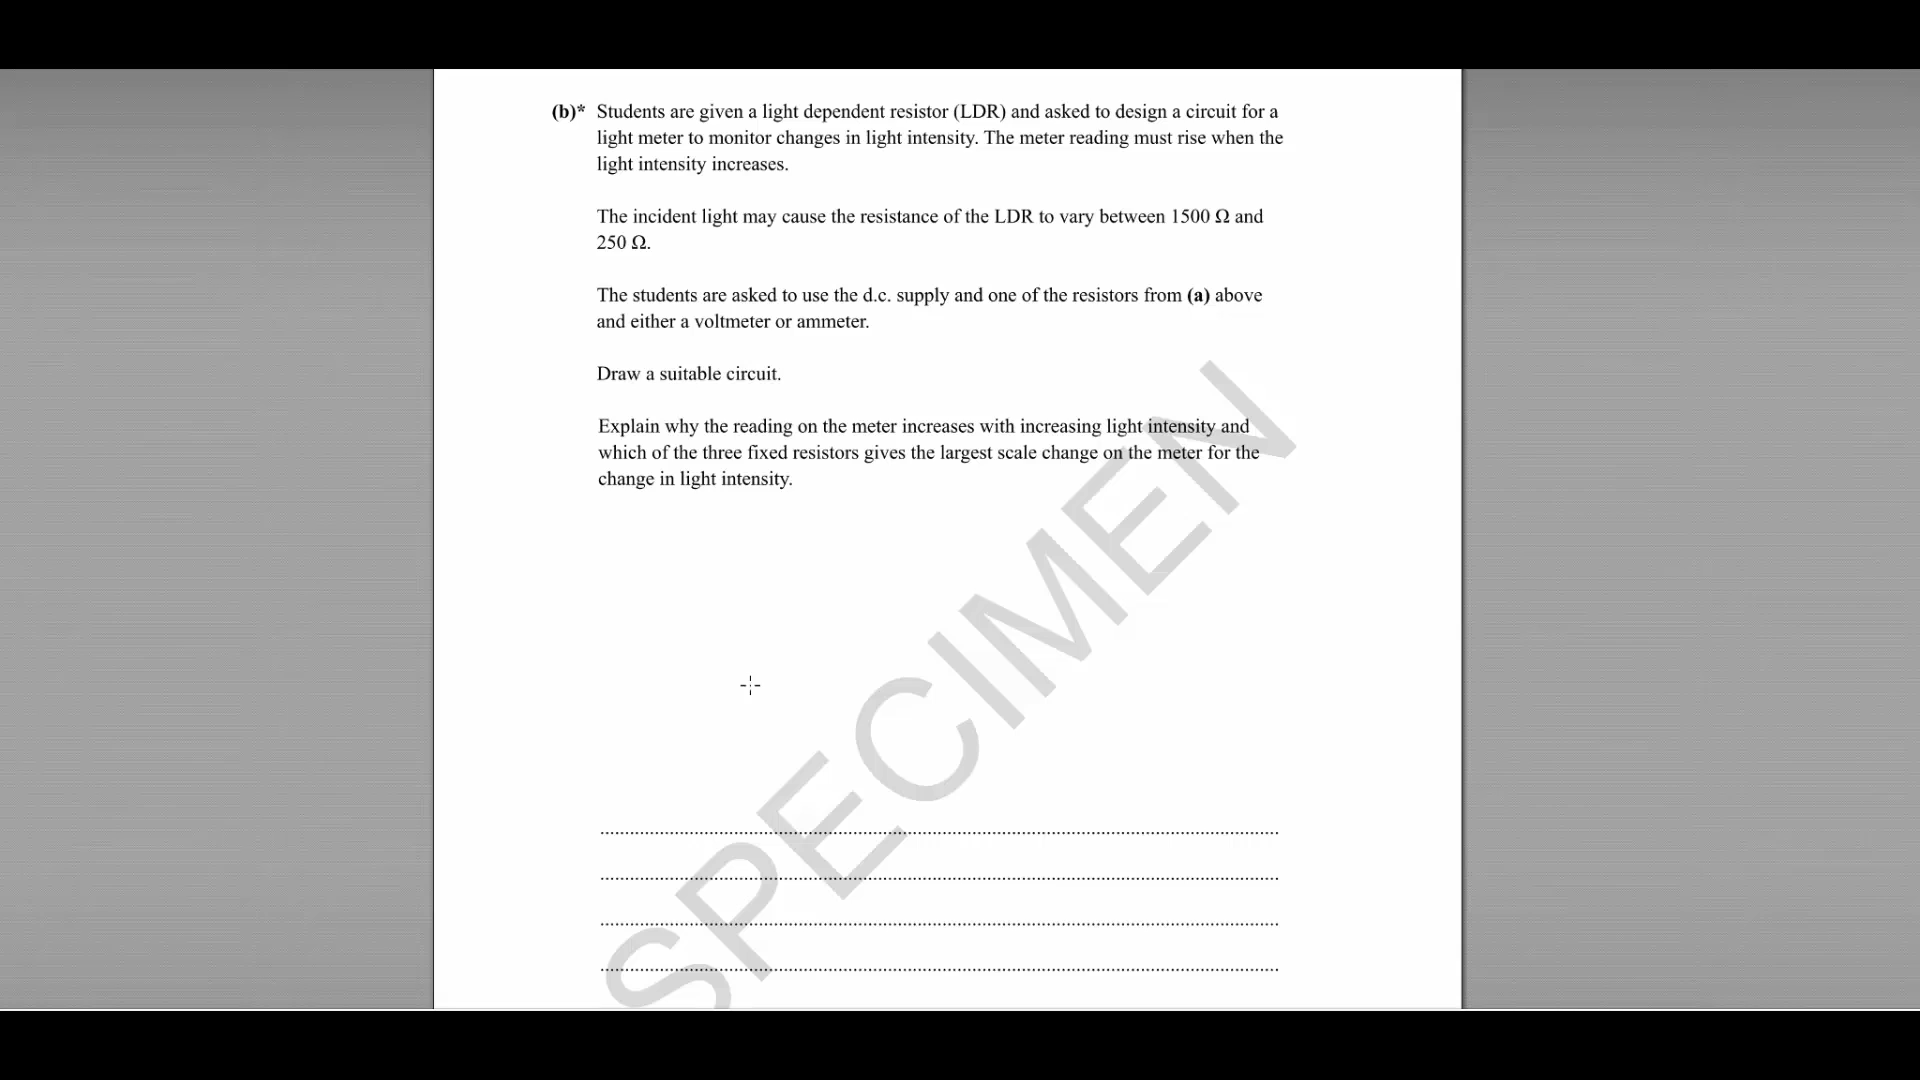 (b)* Students are given a light dependent resistor (LDR) and asked to design a circuit for a
light meter to monitor changes in light intensity. The meter reading must rise when the
light intensity increases.
The incident light may cause the resistance of the LDR to vary between 1500 Ω and
250 Ω.
The students are asked to use the d.c. supply and one of the resistors from (a) above
and either a voltmeter or ammeter.
Draw a suitable circuit.
Explain why the reading on the meter increases with increasing light intensity and
which of the three fixed resistors gives the largest scale change on the meter for the
change in light intensity.
SPECIMEN